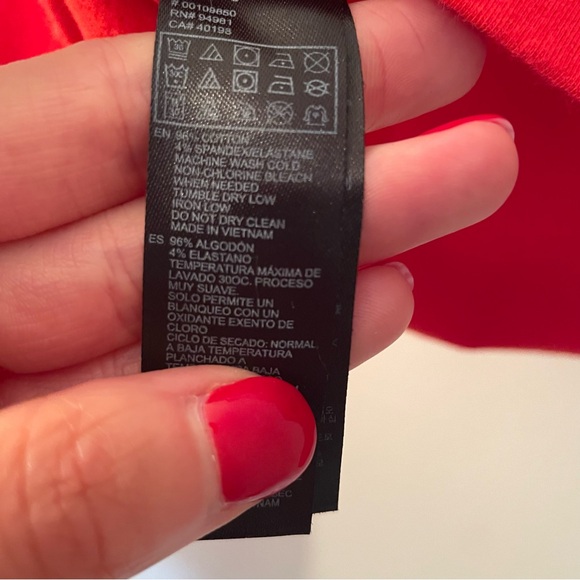 # 00109850
RN# 94981
CA# 40198
EN 96% COTTON
4% SPANDEX/ELASTANE
MACHINE WASH COLD
NON-CHLORINE BLEACH
WHEN NEEDED
TUMBLE DRY LOW
IRON LOW
DO NOT DRY CLEAN
MADE IN VIETNAM
ES 96% ALGODÓN
4% ELASTANO
TEMPERATURA MÁXIMA DE
LAVADO 30OC. PROCESO
MUY SUAVE.
SOLO PERMITE UN
BLANQUEO CON UN
OXIDANTE EXENTO DE
CLORO
CICLO DE SECADO: NORMAL,
A BAJA TEMPERATURA
PLANCHADO A
BAJA